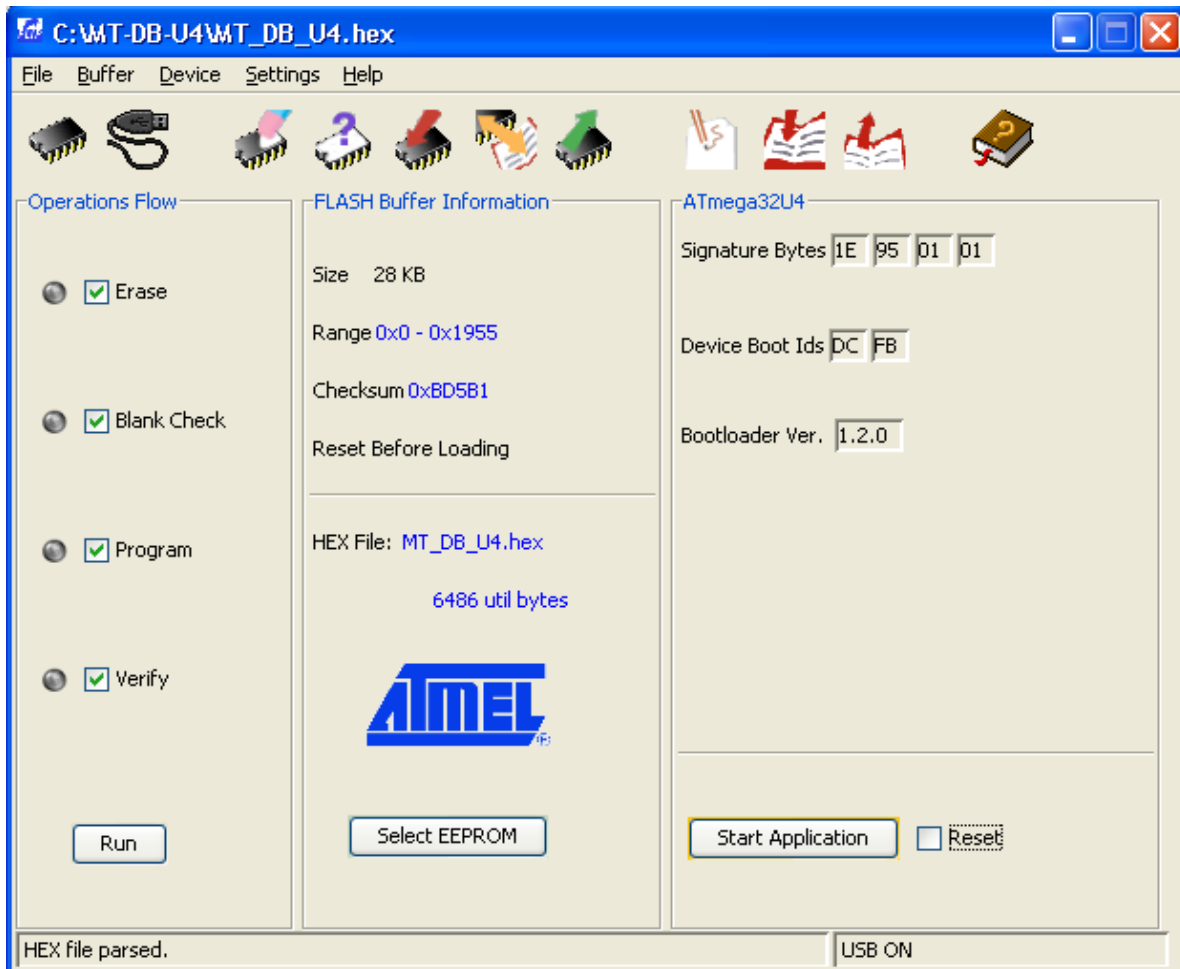 C:\MT-DB-U4\MT_DB_U4.hex
File Buffer Device Settings Help
Operations Flow
Erase
Blank Check
Program
Verify
Run
FLASH Buffer Information
Size 28 KB
Range 0x0 - 0x1955
Checksum 0xBD5B1
Reset Before Loading
HEX File: MT_DB_U4.hex
6486 util bytes
ATMEL®
Select EEPROM
ATmega32U4
Signature Bytes 1E 95 01 01
Device Boot Ids DC FB
Bootloader Ver. 1.2.0
Start Application Reset
HEX file parsed. USB ON